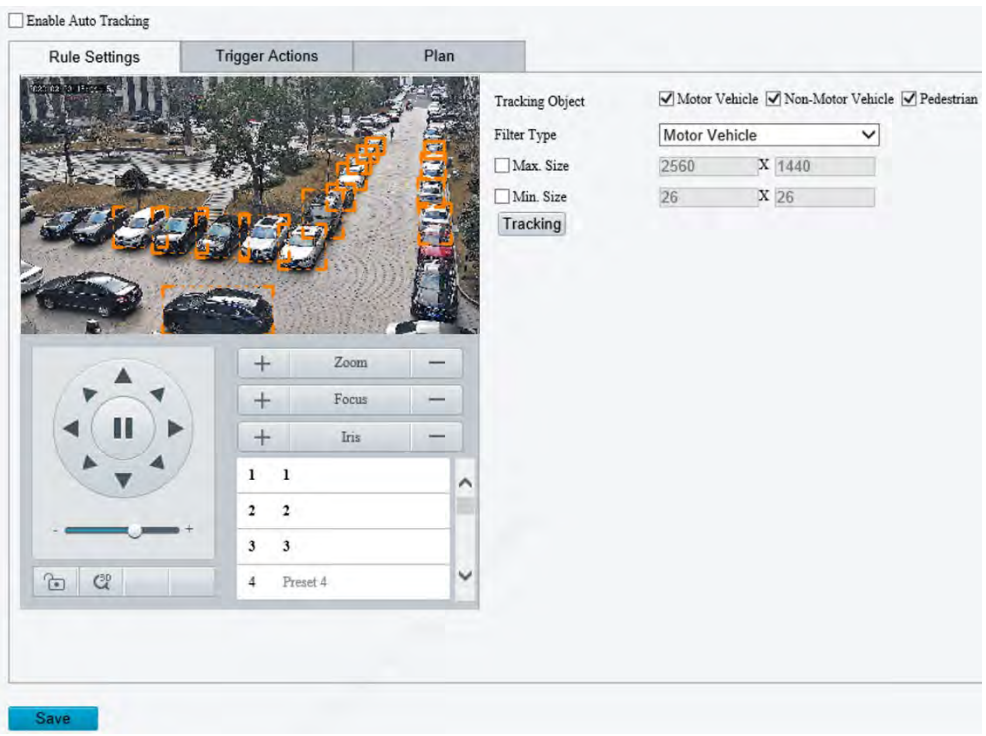 Enable Auto Tracking
Rule Settings Trigger Actions Plan
Tracking Object Motor Vehicle Non-Motor Vehicle Pedestrian
Filter Type Motor Vehicle
Max. Size 2560 X 1440
Min. Size 26 X 26
Tracking
+ Zoom —
+ Focus —
+ Iris —
1 1
2 2
3 3
4 Preset 4
- +
3D
Save